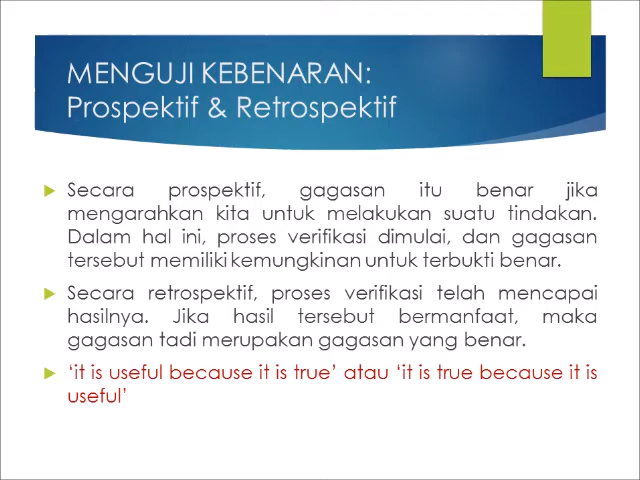 MENGUJI KEBENARAN:
Prospektif & Retrospektif
Secara prospektif, gagasan itu benar jika
mengarahkan kita untuk melakukan suatu tindakan.
Dalam hal ini, proses verifikasi dimulai, dan gagasan
tersebut memiliki kemungkinan untuk terbukti benar.
Secara retrospektif, proses verifikasi telah mencapai
hasilnya. Jika hasil tersebut bermanfaat, maka
gagasan tadi merupakan gagasan yang benar.
‘it is useful because it is true’ atau ‘it is true because it is
useful’